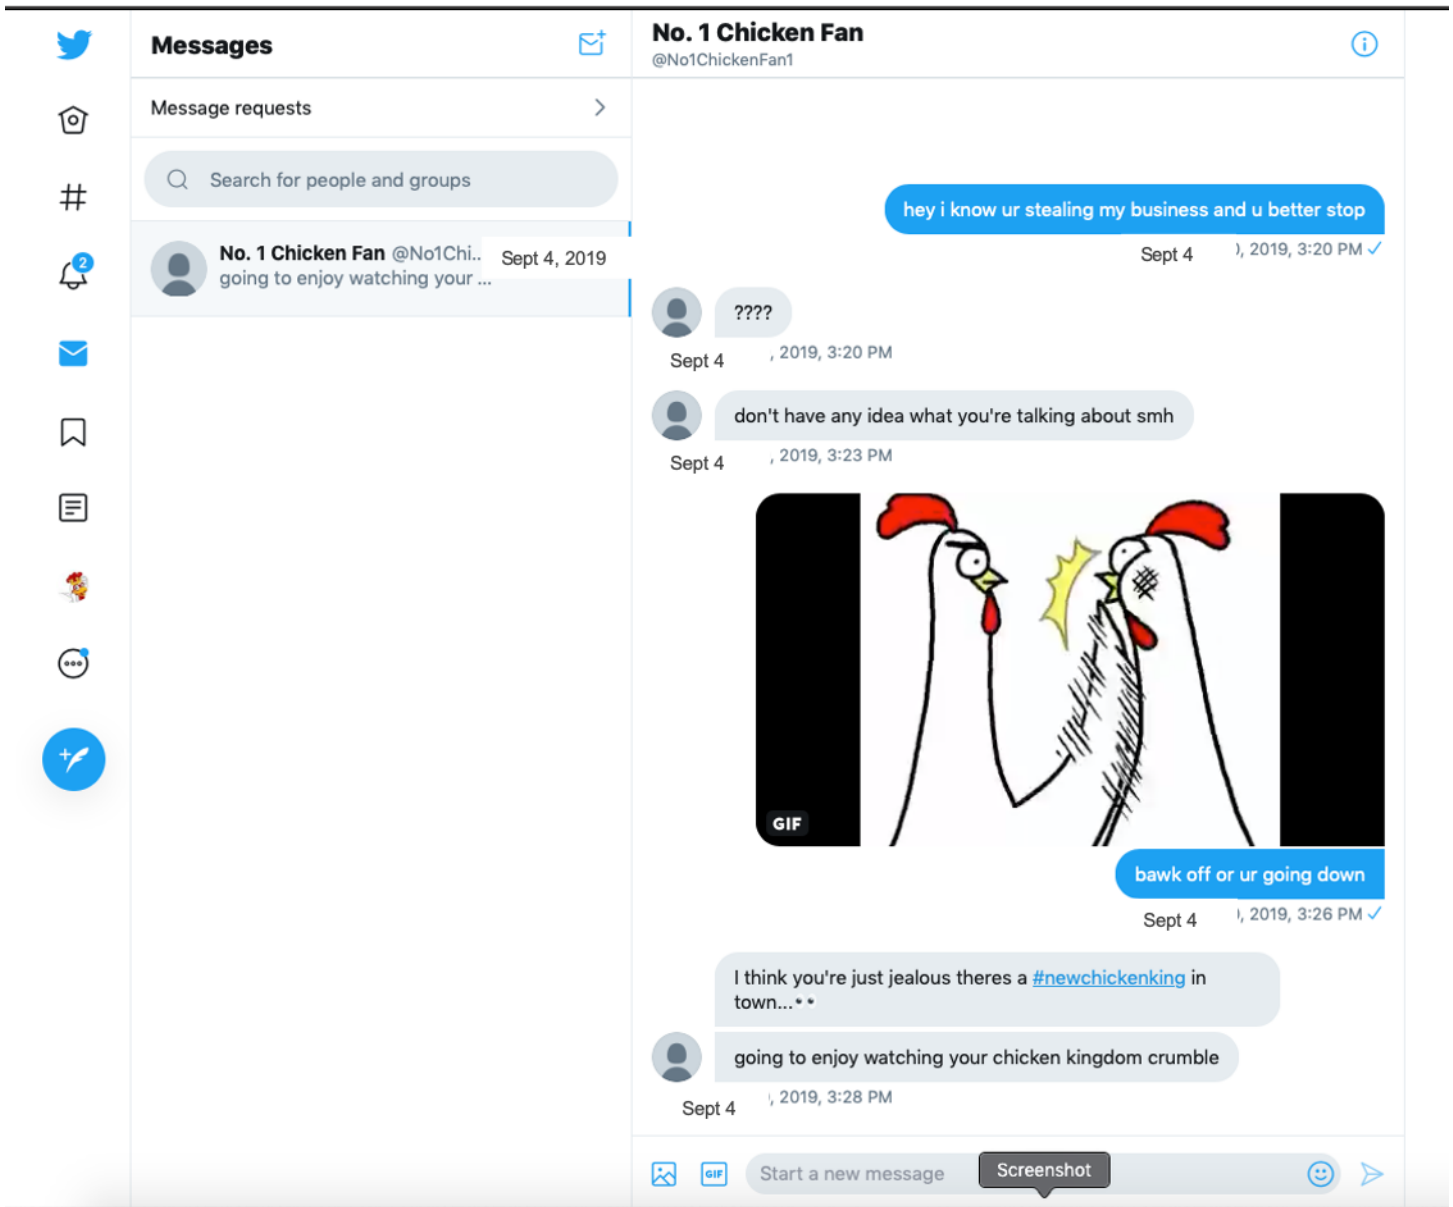 Messages
Message requests
Search for people and groups
No. 1 Chicken Fan @No1Chi.. Sept 4, 2019
going to enjoy watching your ...
2
No. 1 Chicken Fan
@No1ChickenFan1
hey i know ur stealing my business and u better stop
Sept 4 , 2019, 3:20 PM
????
Sept 4 , 2019, 3:20 PM
don't have any idea what you're talking about smh
Sept 4 , 2019, 3:23 PM
GIF
bawk off or ur going down
Sept 4 , 2019, 3:26 PM
I think you're just jealous theres a #newchickenking in
town...
going to enjoy watching your chicken kingdom crumble
Sept 4 , 2019, 3:28 PM
GIF
Start a new message
Screenshot